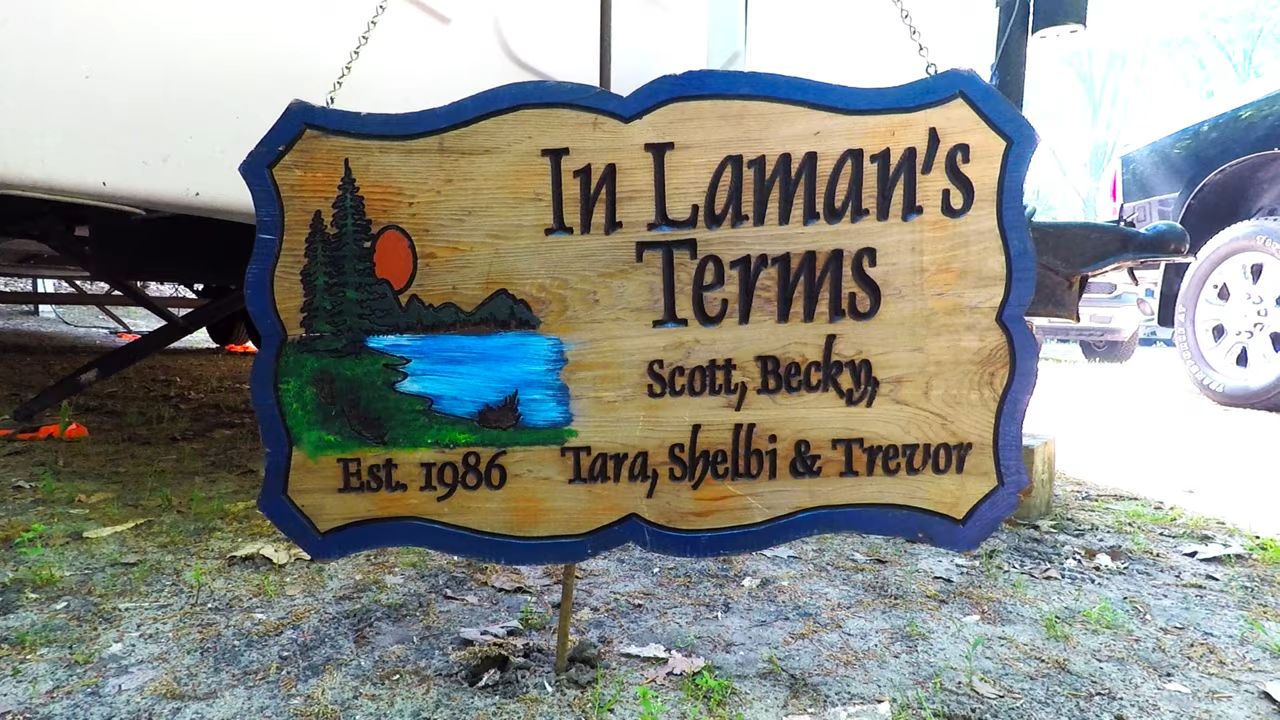 In Laman's
Terms
Scott, Becky,
Tara, Shelbi & Trevor
Est. 1986